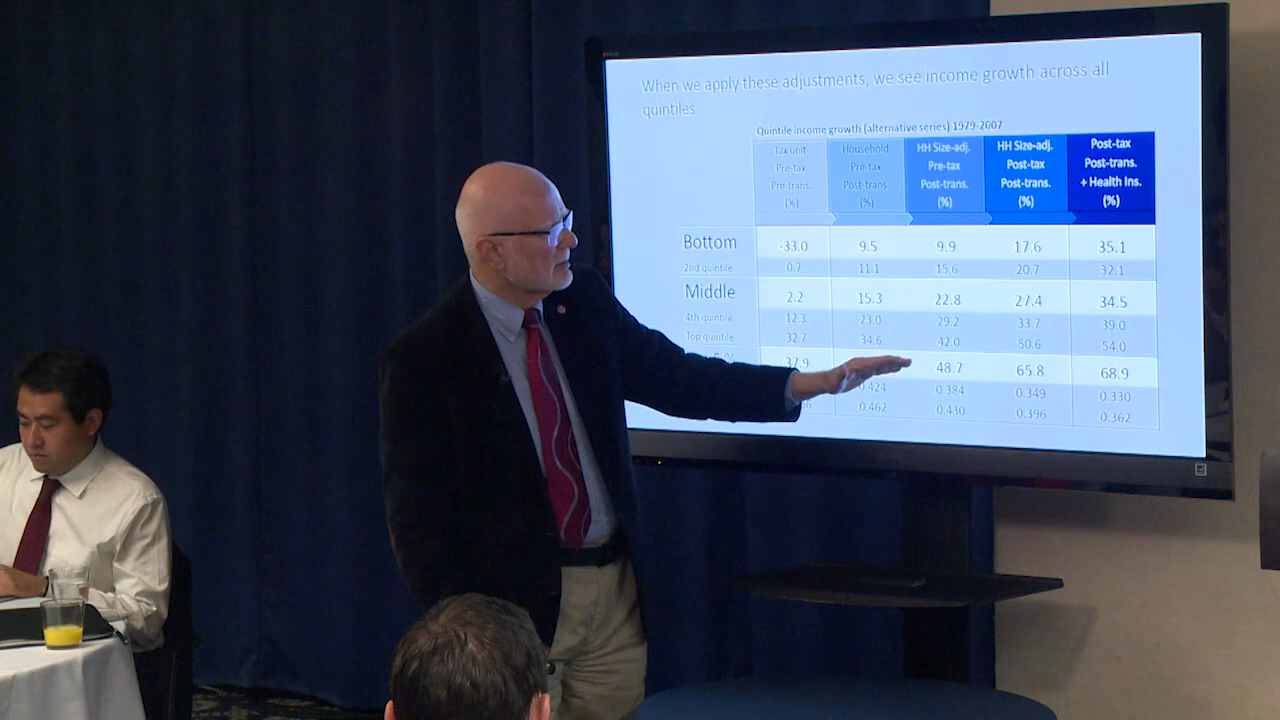 When we apply these adjustments, we see income growth across all
quintiles
Quintile income growth (alternative series) 1979-2007
Tax unit Pre-tax Pre-trans. (%)
Household Pre-tax Post-trans. (%)
HH Size-adj. Pre-tax Post-trans. (%)
HH Size-adj. Post-tax Post-trans. (%)
Post-tax Post-trans. + Health Ins. (%)
Bottom -33.0 9.5 9.9 17.6 35.1
2nd quintile 0.7 11.1 15.6 20.7 32.1
Middle 2.2 15.3 22.8 27.4 34.5
4th quintile 12.3 23.0 29.2 33.7 39.0
Top quintile 32.7 34.6 42.0 50.6 54.0
% 37.9 48.7 65.8 68.9
0.424 0.384 0.349 0.330
0.462 0.430 0.396 0.362